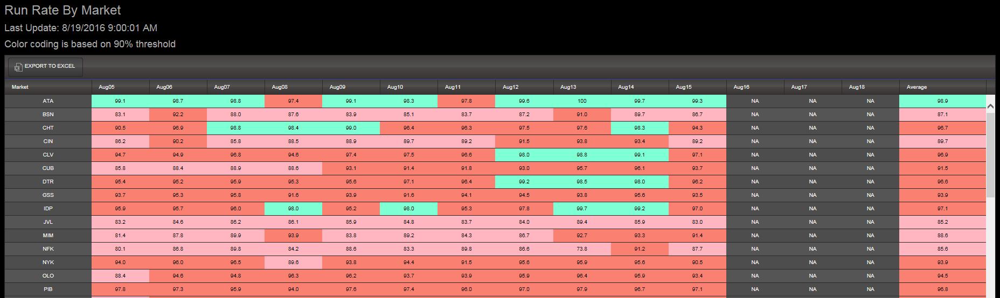 Run Rate By Market
Last Update: 8/19/2016 9:00:01 AM
Color coding is based on 90% threshold
EXPORT TO EXCEL
Market Aug05 Aug06 Aug07 Aug08 Aug09 Aug10 Aug11 Aug12 Aug13 Aug14 Aug15 Aug16 Aug17 Aug18 Average
ATA 99.1 98.7 98.8 97.4 99.1 98.3 97.8 99.6 100 99.7 99.3 NA NA NA 98.9
BSN 83.1 92.2 88.0 87.6 83.9 85.1 83.7 87.2 91.0 89.7 86.7 NA NA NA 87.1
CHT 90.5 96.9 98.8 98.4 99.0 96.4 96.3 97.5 97.6 98.3 94.3 NA NA NA 96.7
CIN 86.2 90.2 85.8 88.5 88.9 89.7 89.2 91.5 93.8 93.4 89.2 NA NA NA 89.7
CLV 94.7 94.9 96.8 94.6 97.4 97.5 96.6 98.0 98.8 99.1 97.1 NA NA NA 96.9
CUB 85.8 88.4 88.9 88.6 93.1 91.4 91.8 93.0 95.7 96.1 93.7 NA NA NA 91.5
DTR 95.4 95.2 95.9 95.3 95.6 97.1 96.4 99.2 98.5 98.0 96.2 NA NA NA 96.6
GSS 93.7 95.3 95.8 91.6 93.9 91.6 94.1 94.5 93.8 95.6 93.5 NA NA NA 93.9
IDP 95.9 95.7 96.0 98.0 95.2 98.0 95.3 97.8 99.7 99.2 97.0 NA NA NA 97.1
JVL 83.2 84.6 86.2 86.1 85.9 84.8 83.7 84.0 89.4 85.9 83.0 NA NA NA 85.2
MIM 81.4 87.8 89.9 93.9 83.8 89.2 84.3 86.7 92.7 93.3 91.4 NA NA NA 88.6
NFK 80.1 86.8 89.8 84.2 88.6 83.3 89.8 86.6 73.8 91.2 87.7 NA NA NA 85.6
NYK 94.0 96.0 96.5 89.6 93.8 94.4 91.5 95.6 95.9 95.6 90.5 NA NA NA 93.9
OLO 88.4 94.6 94.8 96.3 96.2 93.7 93.9 95.9 96.4 95.9 93.4 NA NA NA 94.5
PIB 97.8 97.3 95.9 94.0 97.6 97.4 96.0 97.0 97.9 96.7 97.1 NA NA NA 96.8